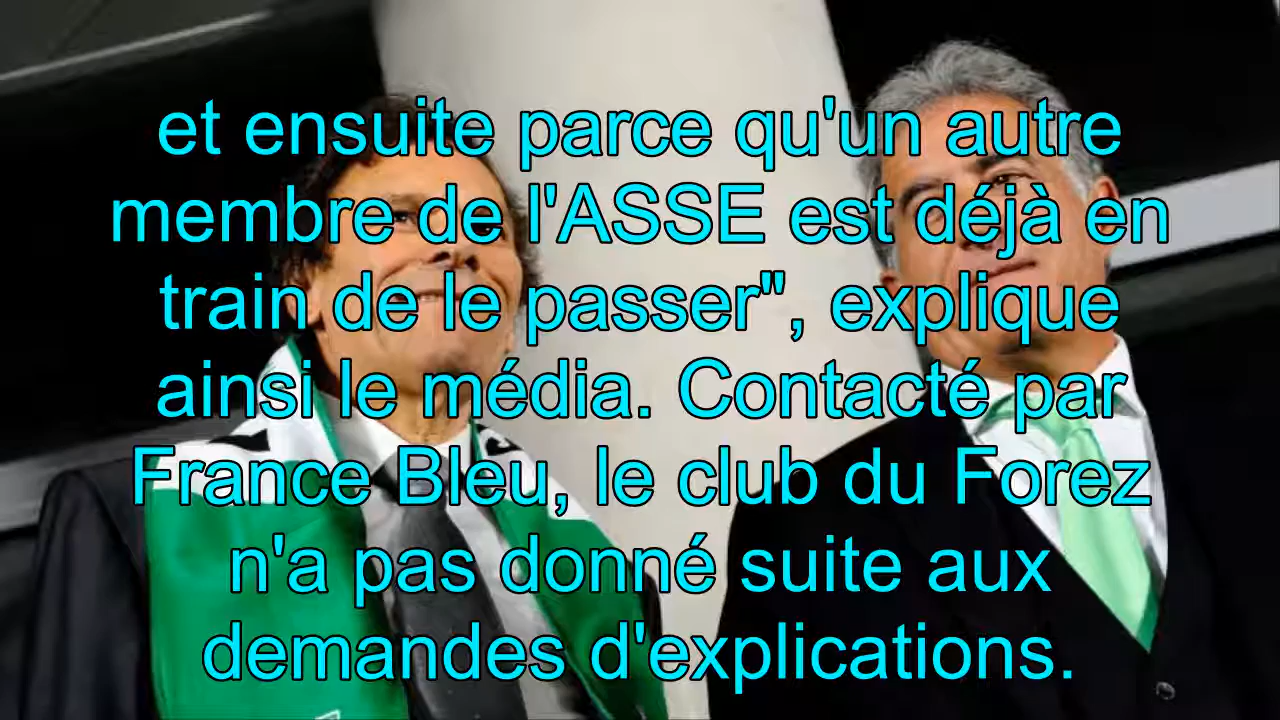 et ensuite parce qu'un autre
membre de l'ASSE est déjà en
train de le passer", explique
ainsi le média. Contacté par
France Bleu, le club du Forez
n'a pas donné suite aux
demandes d'explications.